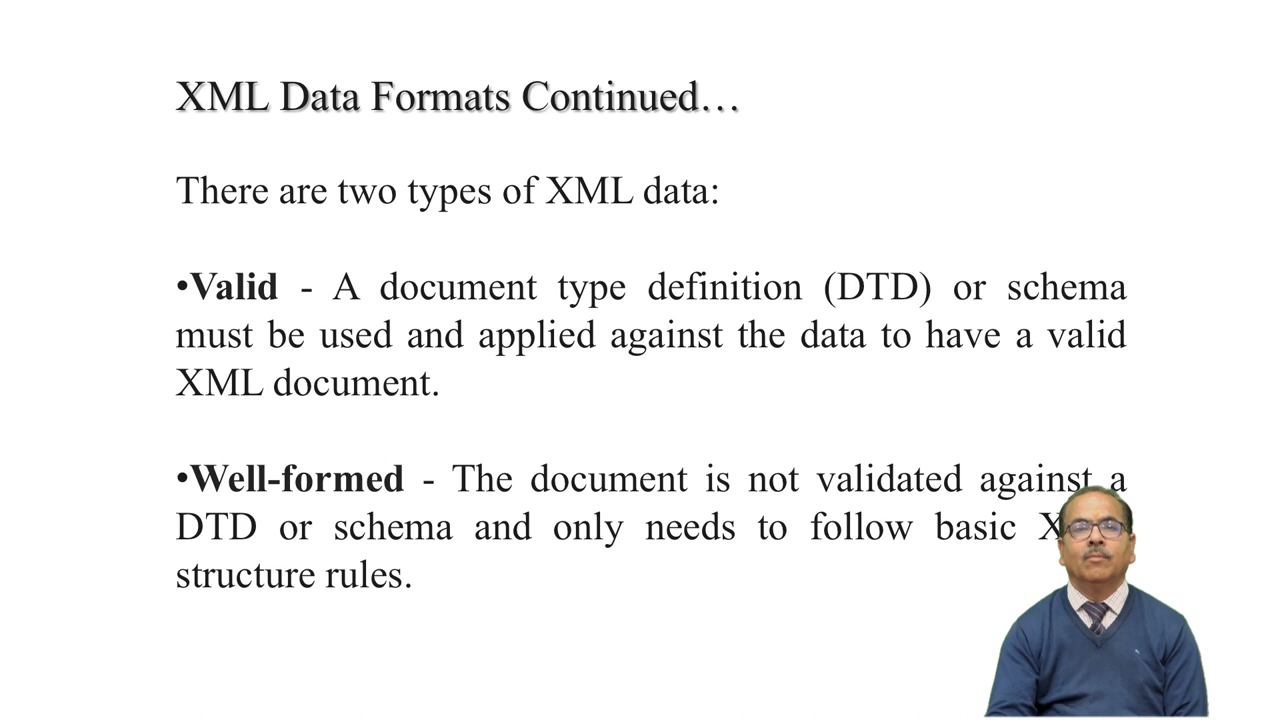 XML Data Formats Continued…
There are two types of XML data:
•Valid - A document type definition (DTD) or schema
must be used and applied against the data to have a valid
XML document.
•Well-formed - The document is not validated against a
DTD or schema and only needs to follow basic
structure rules.